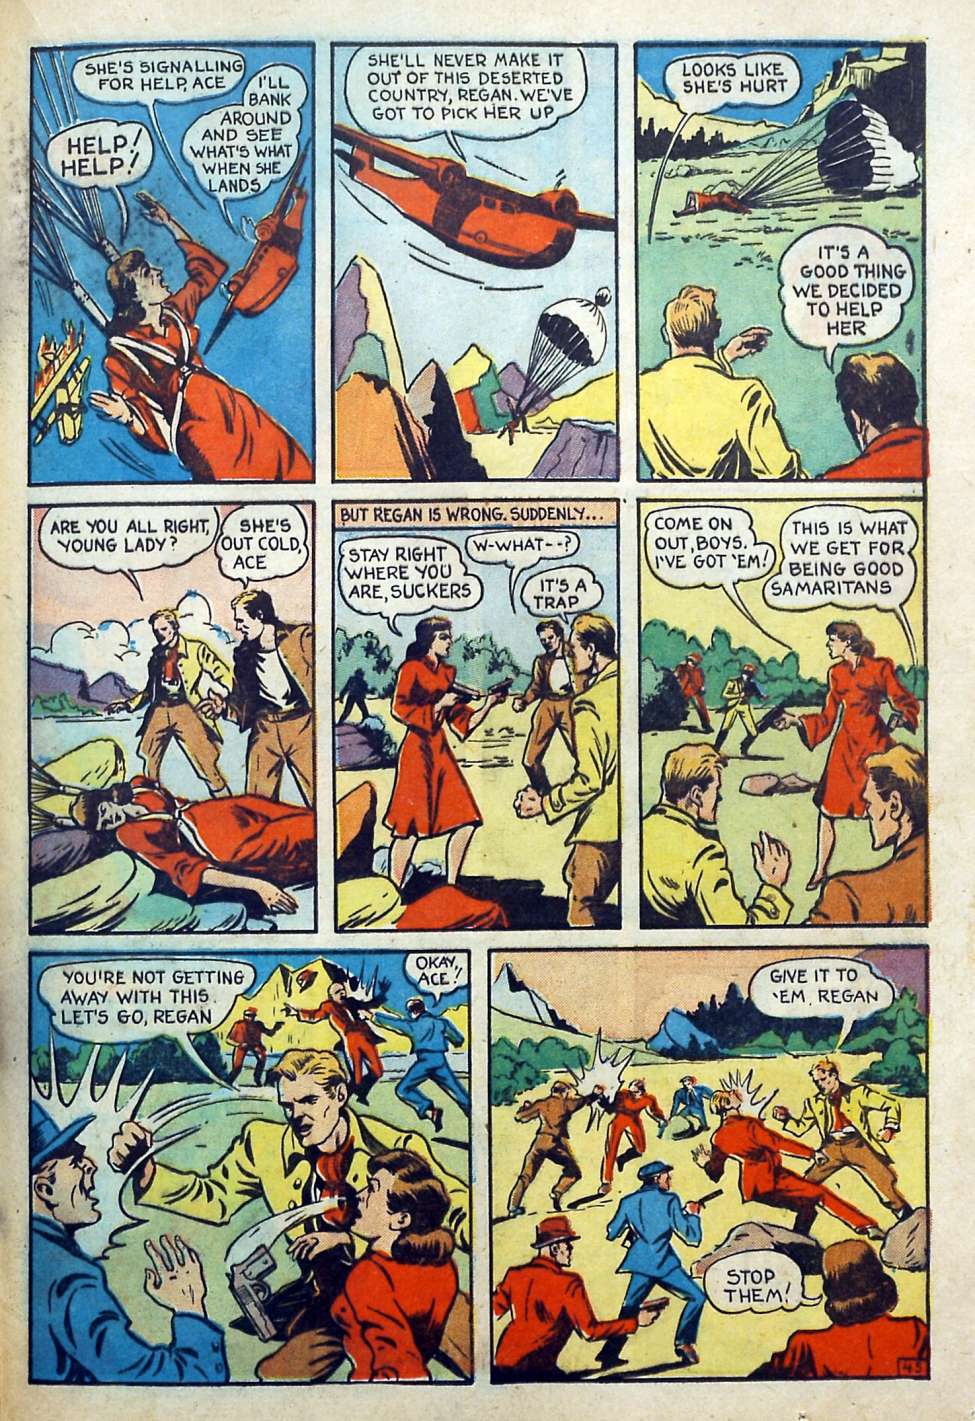 SHE'S SIGNALLING
FOR HELP, ACE
HELP!
HELP!
I'LL
BANK
AROUND
AND SEE
WHAT'S WHAT
WHEN SHE
LANDS
SHE'LL NEVER MAKE IT
OUT OF THIS DESERTED
COUNTRY, REGAN. WE'VE
GOT TO PICK HER UP
LOOKS LIKE
SHE'S HURT
IT'S A
GOOD THING
WE DECIDED
TO HELP
HER
ARE YOU ALL RIGHT,
YOUNG LADY?
SHE'S
OUT COLD,
ACE
BUT REGAN IS WRONG. SUDDENLY...
STAY RIGHT
WHERE YOU
ARE, SUCKERS
W-WHAT--?
IT'S A
TRAP
COME ON
OUT, BOYS.
I'VE GOT 'EM!
THIS IS WHAT
WE GET FOR
BEING GOOD
SAMARITANS
YOU'RE NOT GETTING
AWAY WITH THIS.
LET'S GO, REGAN
OKAY,
ACE!
GIVE IT TO
'EM, REGAN
STOP
THEM!
45